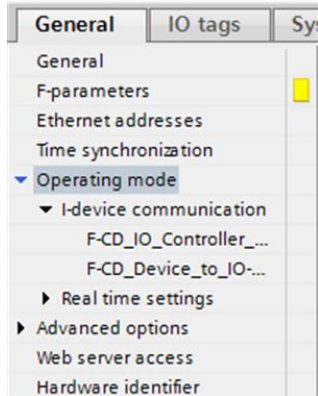 General IO tags Sys
General
F-parameters
Ethernet addresses
Time synchronization
Operating mode
I-device communication
F-CD_IO_Controller_...
F-CD_Device_to_IO-...
Real time settings
Advanced options
Web server access
Hardware identifier